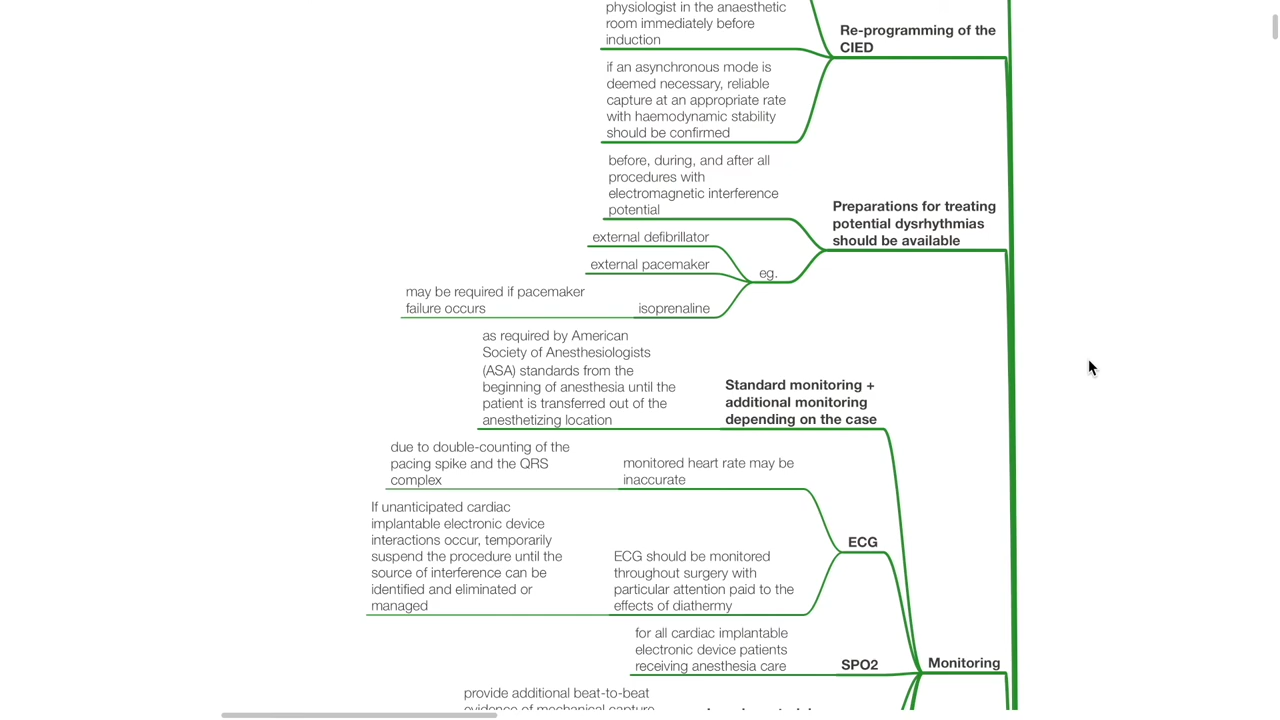 physiologist in the anaesthetic
room immediately before
induction
Re-programming of the
CIED
if an asynchronous mode is
deemed necessary, reliable
capture at an appropriate rate
with haemodynamic stability
should be confirmed
before, during, and after all
procedures with
electromagnetic interference
potential
Preparations for treating
potential dysrhythmias
should be available
external defibrillator
external pacemaker
eg.
may be required if pacemaker
failure occurs
isoprenaline
as required by American
Society of Anesthesiologists
(ASA) standards from the
beginning of anesthesia until the
patient is transferred out of the
anesthetizing location
Standard monitoring +
additional monitoring
depending on the case
due to double-counting of the
pacing spike and the QRS
complex
monitored heart rate may be
inaccurate
If unanticipated cardiac
implantable electronic device
interactions occur, temporarily
suspend the procedure until the
source of interference can be
identified and eliminated or
managed
ECG should be monitored
throughout surgery with
particular attention paid to the
effects of diathermy
ECG
for all cardiac implantable
electronic device patients
receiving anesthesia care
SPO2
Monitoring
provide additional beat-to-beat
evidence of mechanical capture